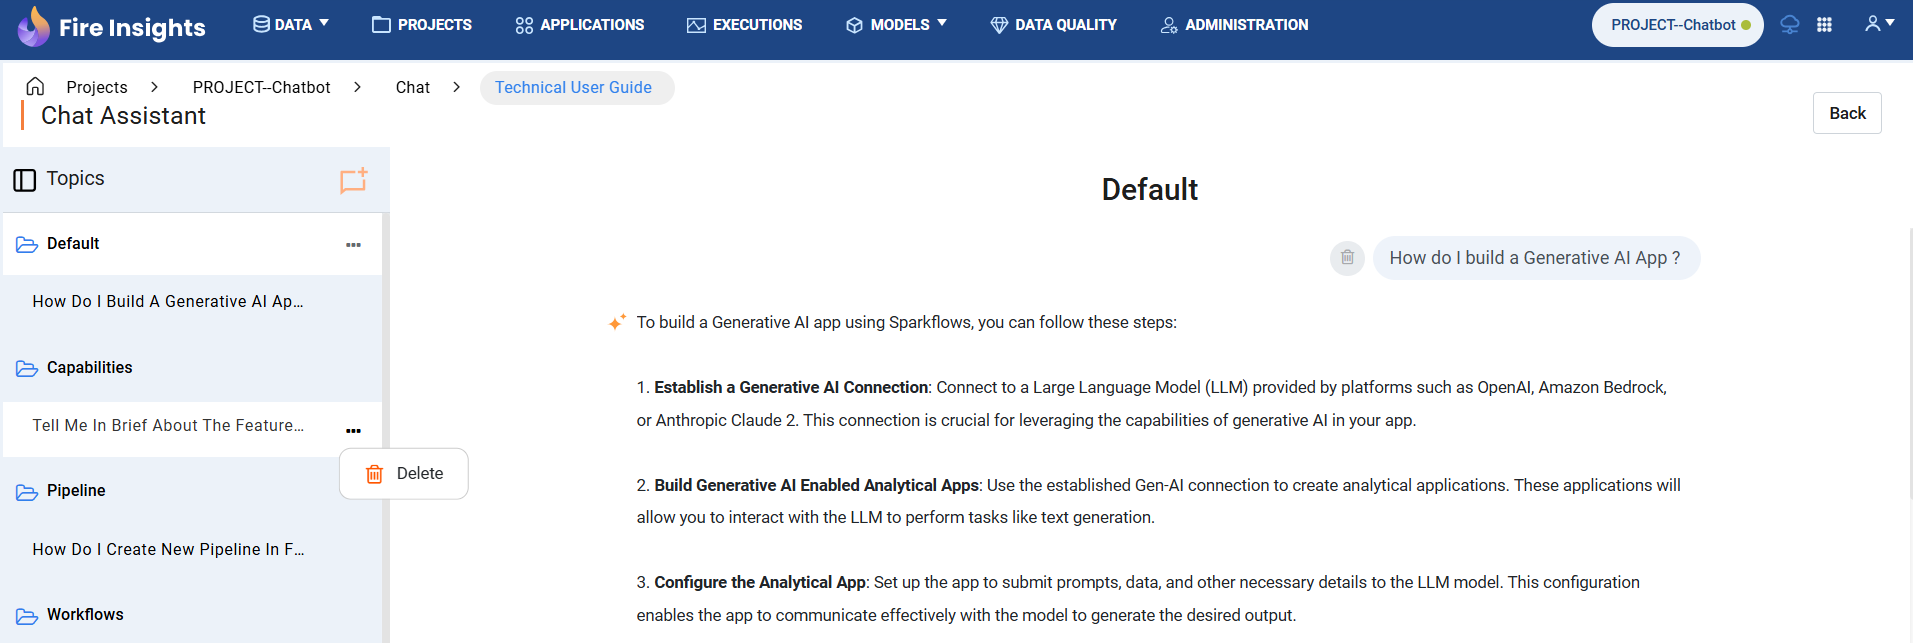 Fire Insights
DATA
PROJECTS
APPLICATIONS
EXECUTIONS
MODELS
DATA QUALITY
ADMINISTRATION
PROJECT--Chatbot
Projects
PROJECT--Chatbot
Chat
Technical User Guide
Chat Assistant
Back
Topics
Default
How Do I Build A Generative AI Ap...
Capabilities
Tell Me In Brief About The Feature...
Delete
Pipeline
How Do I Create New Pipeline In F...
Workflows
Default
How do I build a Generative AI App ?
To build a Generative AI app using Sparkflows, you can follow these steps:
1. Establish a Generative AI Connection: Connect to a Large Language Model (LLM) provided by platforms such as OpenAI, Amazon Bedrock,
or Anthropic Claude 2. This connection is crucial for leveraging the capabilities of generative AI in your app.
2. Build Generative AI Enabled Analytical Apps: Use the established Gen-AI connection to create analytical applications. These applications will
allow you to interact with the LLM to perform tasks like text generation.
3. Configure the Analytical App: Set up the app to submit prompts, data, and other necessary details to the LLM model. This configuration
enables the app to communicate effectively with the model to generate the desired output.